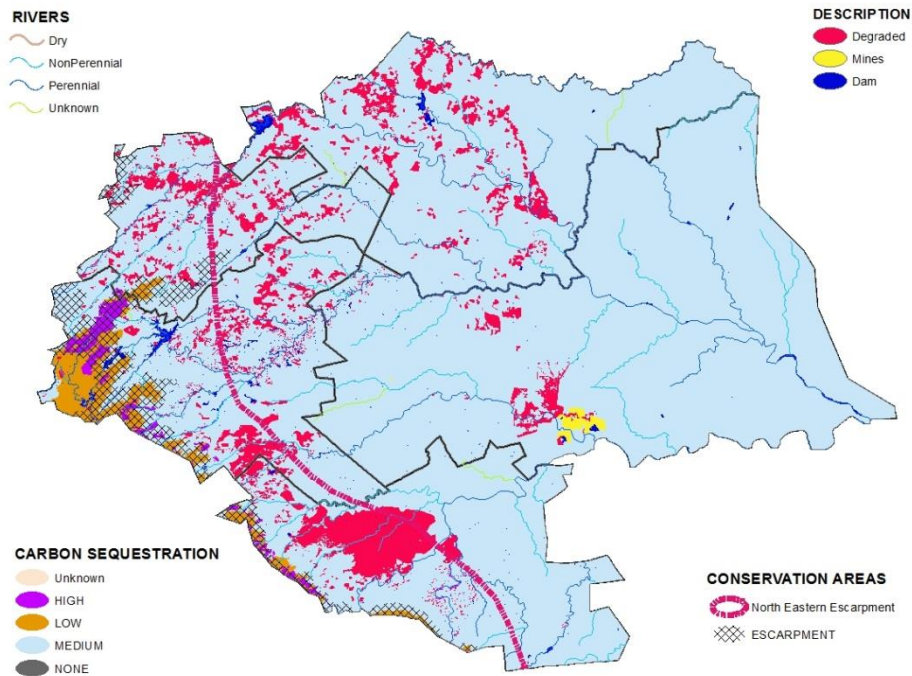 RIVERS
Dry
NonPerennial
Perennial
Unknown
DESCRIPTION
Degraded
Mines
Dam
CARBON SEQUESTRATION
Unknown
HIGH
LOW
MEDIUM
NONE
CONSERVATION AREAS
North Eastern Escarpment
ESCARPMENT